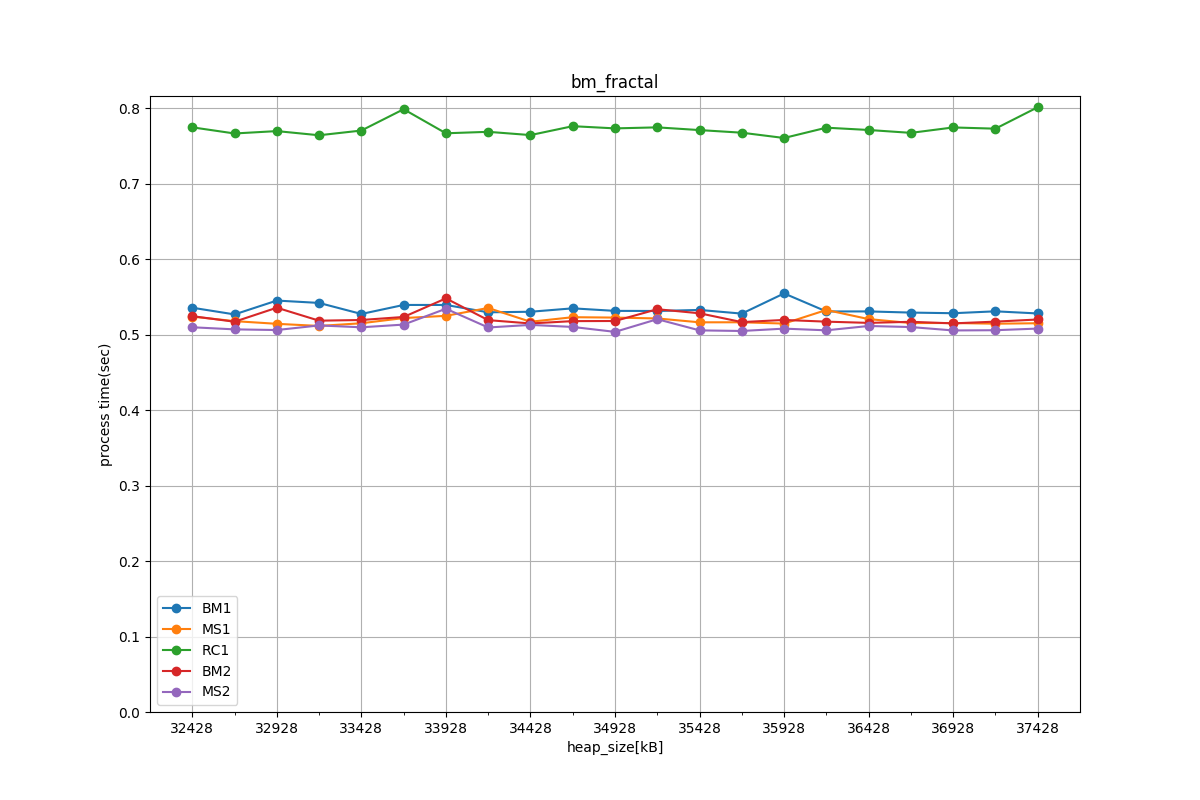 bm_fractal
process time(sec)
0.8
0.7
0.6
0.5
0.4
0.3
0.2
0.1
0.0
BM1
MS1
RC1
BM2
MS2
32428 32928 33428 33928 34428 34928 35428 35928 36428 36928 37428
heap_size[kB]